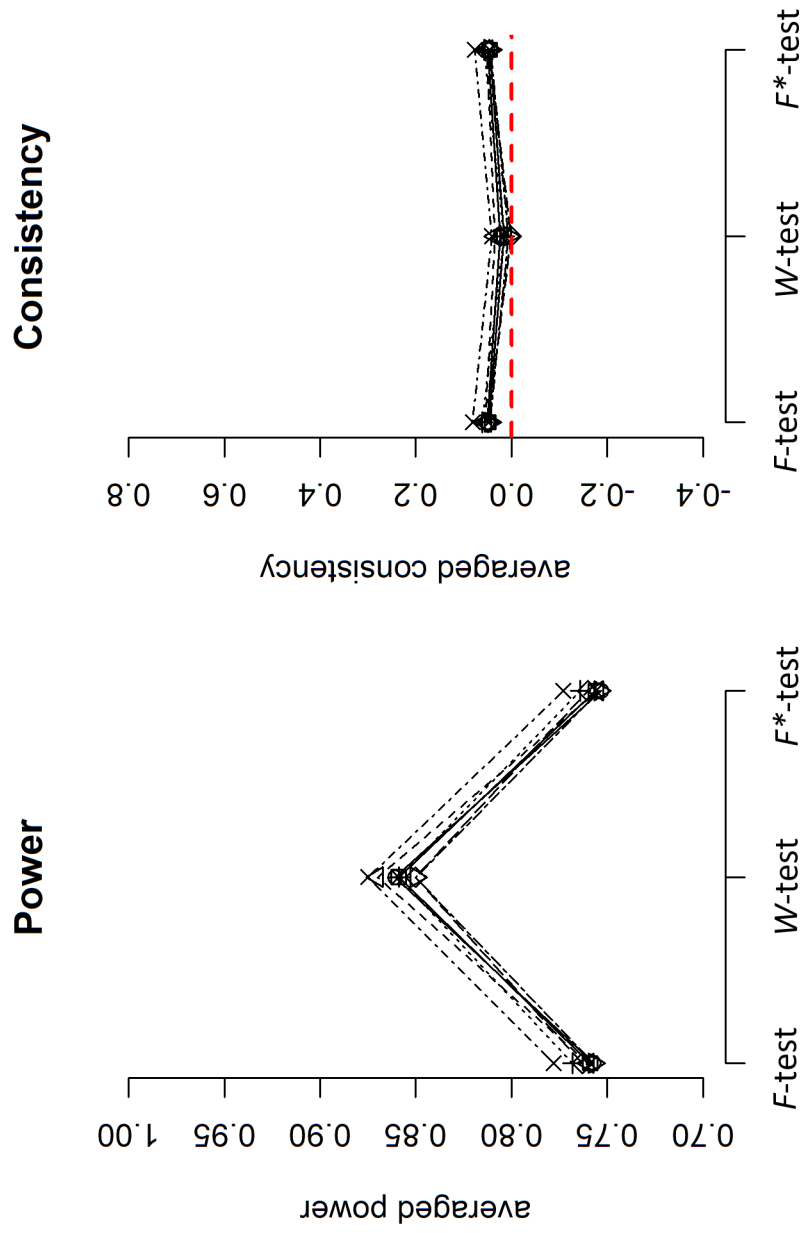 Power
averaged power
1.00
0.95
0.90
0.85
0.80
0.75
0.70
F-test W-test F*-test
Consistency
averaged consistency
0.8
0.6
0.4
0.2
0.0
-0.2
-0.4
F-test W-test F*-test